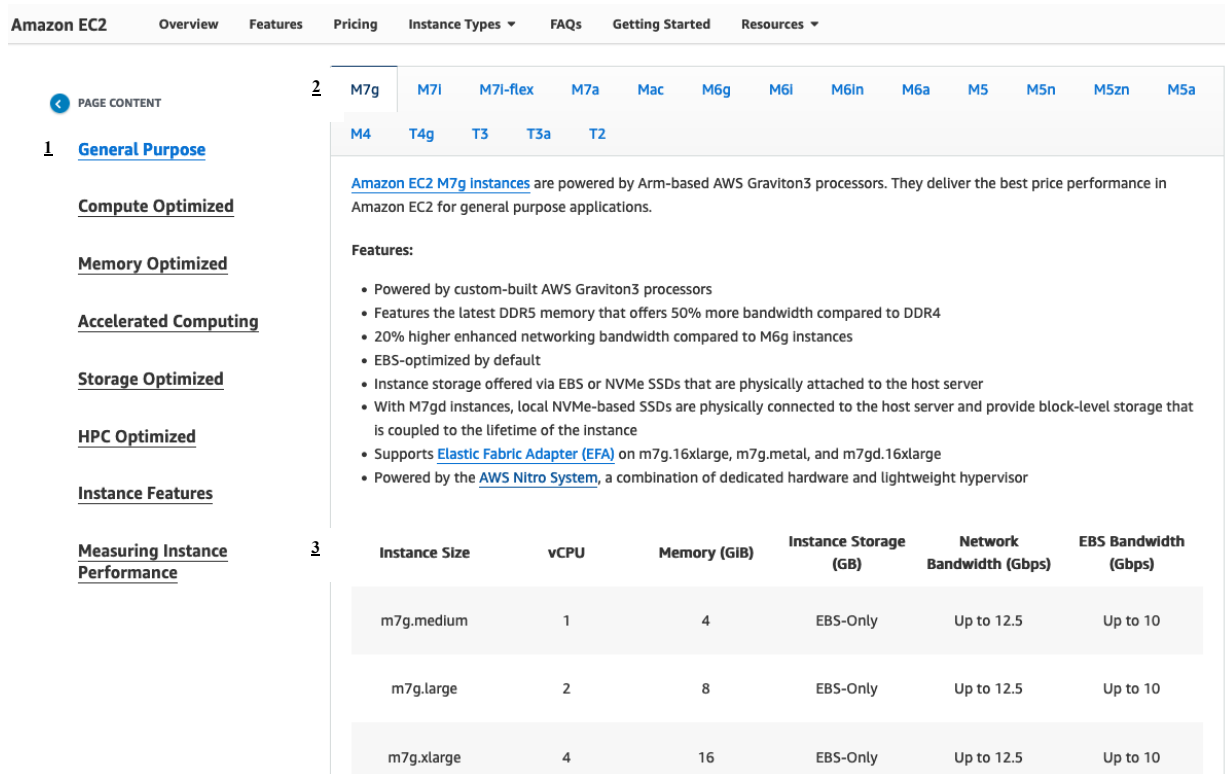 Amazon EC2 Overview Features Pricing Instance Types FAQs Getting Started Resources
PAGE CONTENT
1 General Purpose
Compute Optimized
Memory Optimized
Accelerated Computing
Storage Optimized
HPC Optimized
Instance Features
Measuring Instance
Performance
2 M7g M7i M7i-flex M7a Mac M6g M6i M6in M6a M5 M5n M5zn M5a
M4 T4g T3 T3a T2
Amazon EC2 M7g instances are powered by Arm-based AWS Graviton3 processors. They deliver the best price performance in
Amazon EC2 for general purpose applications.
Features:
• Powered by custom-built AWS Graviton3 processors
• Features the latest DDR5 memory that offers 50% more bandwidth compared to DDR4
• 20% higher enhanced networking bandwidth compared to M6g instances
• EBS-optimized by default
• Instance storage offered via EBS or NVMe SSDs that are physically attached to the host server
• With M7gd instances, local NVMe-based SSDs are physically connected to the host server and provide block-level storage that
is coupled to the lifetime of the instance
• Supports Elastic Fabric Adapter (EFA) on m7g.16xlarge, m7g.metal, and m7gd.16xlarge
• Powered by the AWS Nitro System, a combination of dedicated hardware and lightweight hypervisor
3 Instance Size vCPU Memory (GiB) Instance Storage (GB) Network Bandwidth (Gbps) EBS Bandwidth (Gbps)
m7g.medium 1 4 EBS-Only Up to 12.5 Up to 10
m7g.large 2 8 EBS-Only Up to 12.5 Up to 10
m7g.xlarge 4 16 EBS-Only Up to 12.5 Up to 10